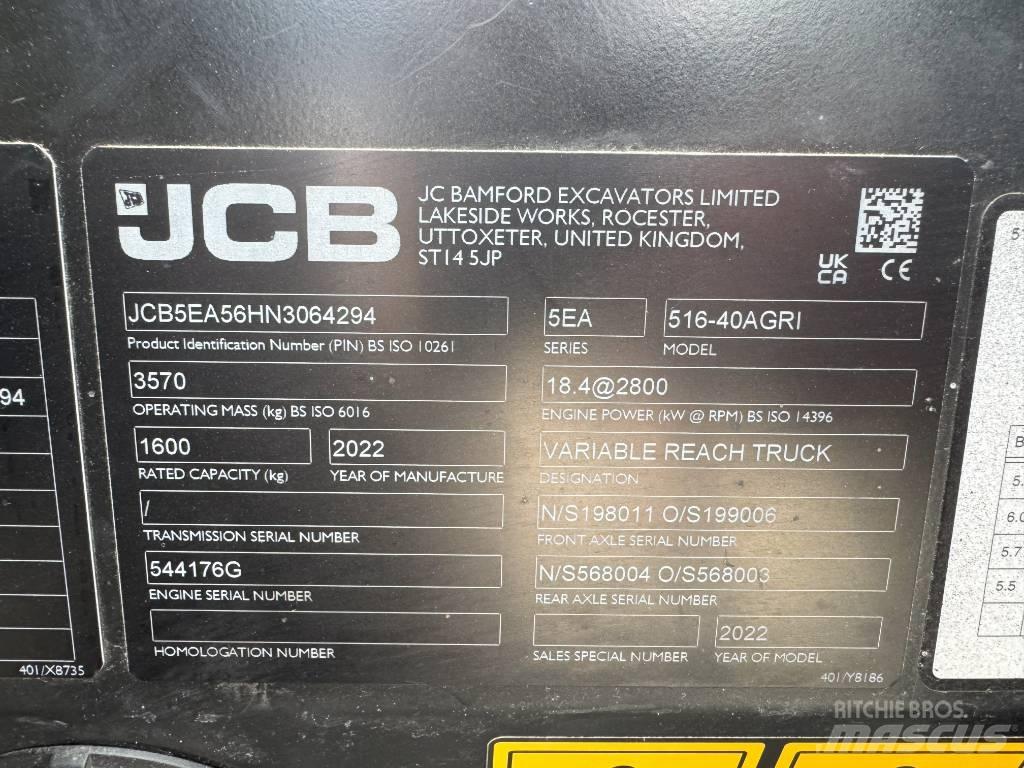 JCB
JC BAMFORD EXCAVATORS LIMITED
LAKESIDE WORKS, ROCESTER,
UTTOXETER, UNITED KINGDOM,
ST14 5JP
UK
CA
CE
JCB5EA56HN3064294
Product Identification Number (PIN) BS ISO 10261
5EA
SERIES
516-40AGRI
MODEL
3570
OPERATING MASS (kg) BS ISO 6016
18.4@2800
ENGINE POWER (kW @ RPM) BS ISO 14396
1600
RATED CAPACITY (kg)
2022
YEAR OF MANUFACTURE
VARIABLE REACH TRUCK
DESIGNATION
/
TRANSMISSION SERIAL NUMBER
N/S198011 O/S199006
FRONT AXLE SERIAL NUMBER
544176G
ENGINE SERIAL NUMBER
N/S568004 O/S568003
REAR AXLE SERIAL NUMBER
HOMOLOGATION NUMBER
SALES SPECIAL NUMBER
2022
YEAR OF MODEL
401/Y8186
94
401/X8735
51
B
5.
6.0
5.7
5.5
RITCHIE BROS.
MASCUS